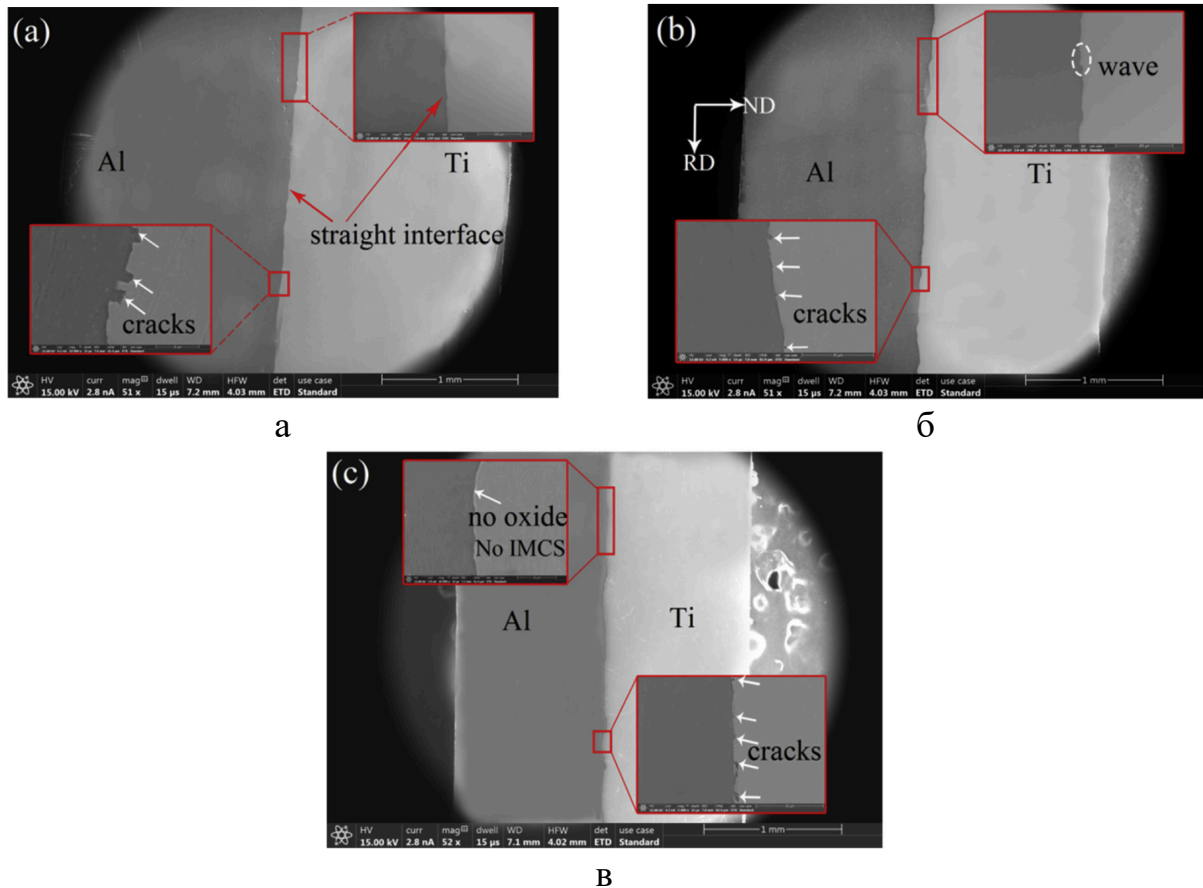 (a)
Al
Ti
straight interface
cracks
HV curr mag dwell WD HFW det use case
15.00 kV 2.8 nA 51 x 15 µs 7.2 mm 4.03 mm ETD Standard
1 mm
а
(b)
wave
ND
RD
Al
Ti
cracks
HV curr mag dwell WD HFW det use case
15.00 kV 2.8 nA 51 x 15 µs 7.2 mm 4.03 mm ETD Standard
1 mm
б
(c)
no oxide
No IMCS
Al
Ti
cracks
HV curr mag dwell WD HFW det use case
15.00 kV 2.8 nA 52 x 15 µs 7.1 mm 4.02 mm ETD Standard
1 mm
в